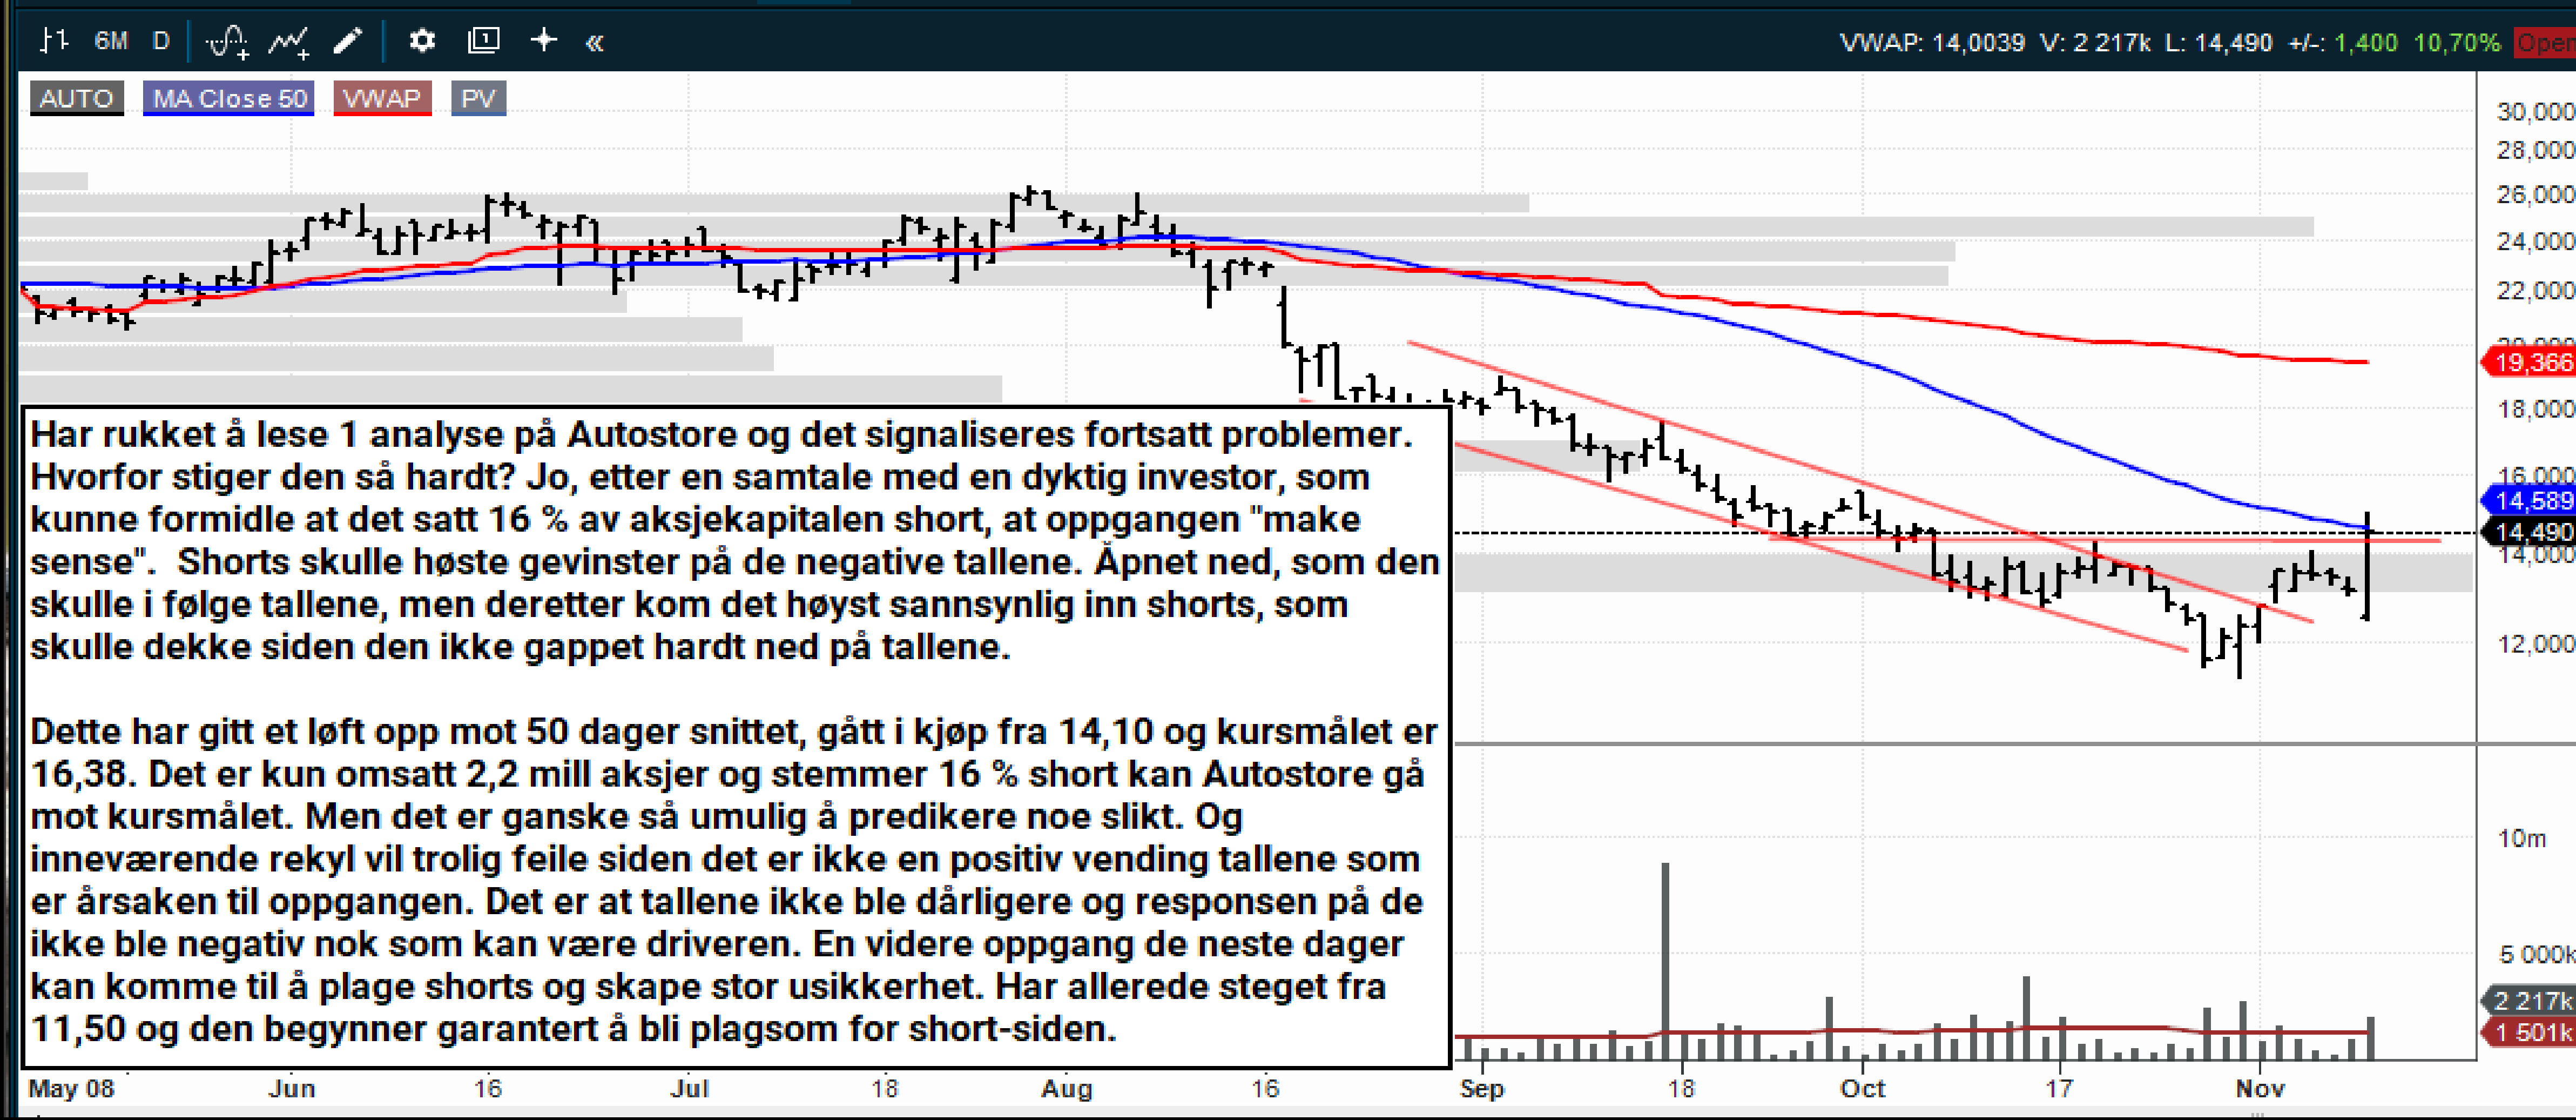 6M D VWAP: 14,0039 V: 2 217k L: 14,490 +/-: 1,400 10,70% Open
AUTO MA Close 50 VWAP PV
30,000
28,000
26,000
24,000
22,000
20,000
19,366
18,000
16,000
14,589
14,490
14,000
12,000
Har rukket å lese 1 analyse på Autostore og det signaliseres fortsatt problemer.
Hvorfor stiger den så hardt? Jo, etter en samtale med en dyktig investor, som
kunne formidle at det satt 16 % av aksjekapitalen short, at oppgangen "make
sense".  Shorts skulle høste gevinster på de negative tallene. Åpnet ned, som den
skulle i følge tallene, men deretter kom det høyst sannsynlig inn shorts, som
skulle dekke siden den ikke gappet hardt ned på tallene.
Dette har gitt et løft opp mot 50 dager snittet, gått i kjøp fra 14,10 og kursmålet er
16,38. Det er kun omsatt 2,2 mill aksjer og stemmer 16 % short kan Autostore gå
mot kursmålet. Men det er ganske så umulig å predikere noe slikt. Og
inneværende rekyl vil trolig feile siden det er ikke en positiv vending tallene som
er årsaken til oppgangen. Det er at tallene ikke ble dårligere og responsen på de
ikke ble negativ nok som kan være driveren. En videre oppgang de neste dager
kan komme til å plage shorts og skape stor usikkerhet. Har allerede steget fra
11,50 og den begynner garantert å bli plagsom for short-siden.
10m
5 000k
2 217k
1 501k
May 08 Jun 16 Jul 18 Aug 16 Sep 18 Oct 17 Nov